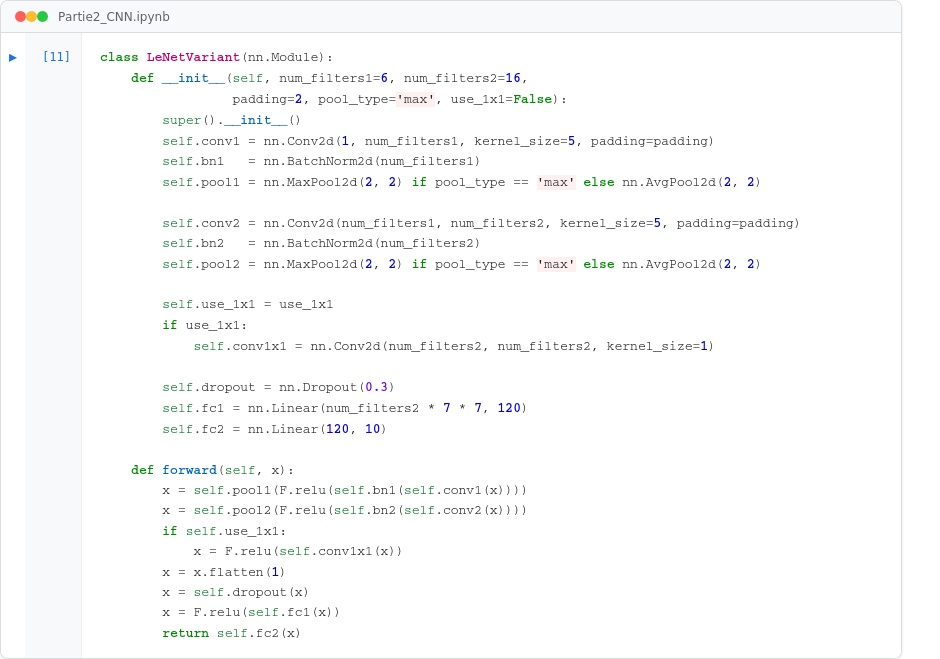 Partie2_CNN.ipynb
[11]
class LeNetVariant(nn.Module):
    def __init__(self, num_filters1=6, num_filters2=16,
                 padding=2, pool_type='max', use_1x1=False):
        super().__init__()
        self.conv1 = nn.Conv2d(1, num_filters1, kernel_size=5, padding=padding)
        self.bn1   = nn.BatchNorm2d(num_filters1)
        self.pool1 = nn.MaxPool2d(2, 2) if pool_type == 'max' else nn.AvgPool2d(2, 2)

        self.conv2 = nn.Conv2d(num_filters1, num_filters2, kernel_size=5, padding=padding)
        self.bn2   = nn.BatchNorm2d(num_filters2)
        self.pool2 = nn.MaxPool2d(2, 2) if pool_type == 'max' else nn.AvgPool2d(2, 2)

        self.use_1x1 = use_1x1
        if use_1x1:
            self.conv1x1 = nn.Conv2d(num_filters2, num_filters2, kernel_size=1)

        self.dropout = nn.Dropout(0.3)
        self.fc1 = nn.Linear(num_filters2 * 7 * 7, 120)
        self.fc2 = nn.Linear(120, 10)

    def forward(self, x):
        x = self.pool1(F.relu(self.bn1(self.conv1(x))))
        x = self.pool2(F.relu(self.bn2(self.conv2(x))))
        if self.use_1x1:
            x = F.relu(self.conv1x1(x))
        x = x.flatten(1)
        x = self.dropout(x)
        x = F.relu(self.fc1(x))
        return self.fc2(x)